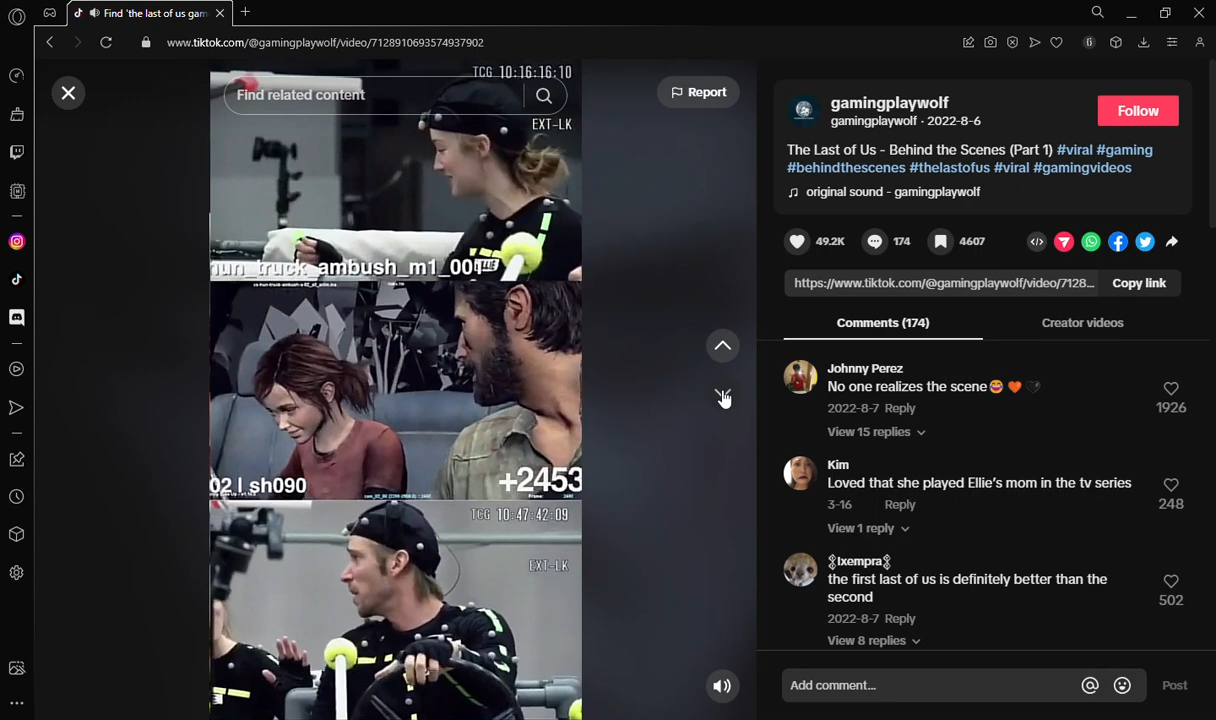 Find 'the last of us gam
www.tiktok.com/@gamingplaywolf/video/7128910693574937902
TCG 10:16:16:10
Find related content
Report
EXT-LK
hun_truck_ambush_m1_001
02 | sh090
+2453
TCG 10:47:42:09
EXT-LK
gamingplaywolf
gamingplaywolf · 2022-8-6
Follow
The Last of Us - Behind the Scenes (Part 1) #viral #gaming
#behindthescenes #thelastofus #viral #gamingvideos
original sound - gamingplaywolf
49.2K
174
4607
https://www.tiktok.com/@gamingplaywolf/video/7128...
Copy link
Comments (174)
Creator videos
Johnny Perez
No one realizes the scene😂🧡🖤
1926
2022-8-7 Reply
View 15 replies
Kim
Loved that she played Ellie's mom in the tv series
248
3-16 Reply
View 1 reply
Ixempra
the first last of us is definitely better than the
second
502
2022-8-7 Reply
View 8 replies
Add comment...
Post